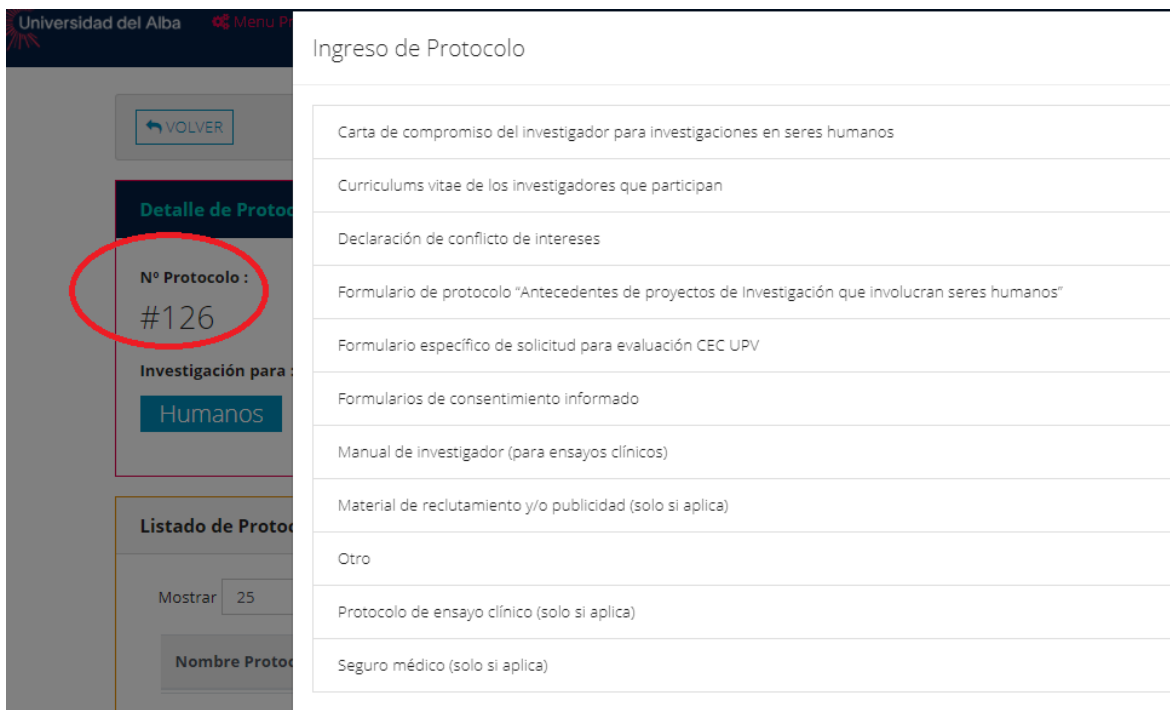 Universidad del Alba
Menu Pr
Ingreso de Protocolo
VOLVER
Detalle de Protoc
Nº Protocolo :
#126
Investigación para :
Humanos
Listado de Protoc
Mostrar 25
Nombre Protoc
Carta de compromiso del investigador para investigaciones en seres humanos
Curriculums vitae de los investigadores que participan
Declaración de conflicto de intereses
Formulario de protocolo “Antecedentes de proyectos de Investigación que involucran seres humanos”
Formulario específico de solicitud para evaluación CEC UPV
Formularios de consentimiento informado
Manual de investigador (para ensayos clínicos)
Material de reclutamiento y/o publicidad (solo si aplica)
Otro
Protocolo de ensayo clínico (solo si aplica)
Seguro médico (solo si aplica)